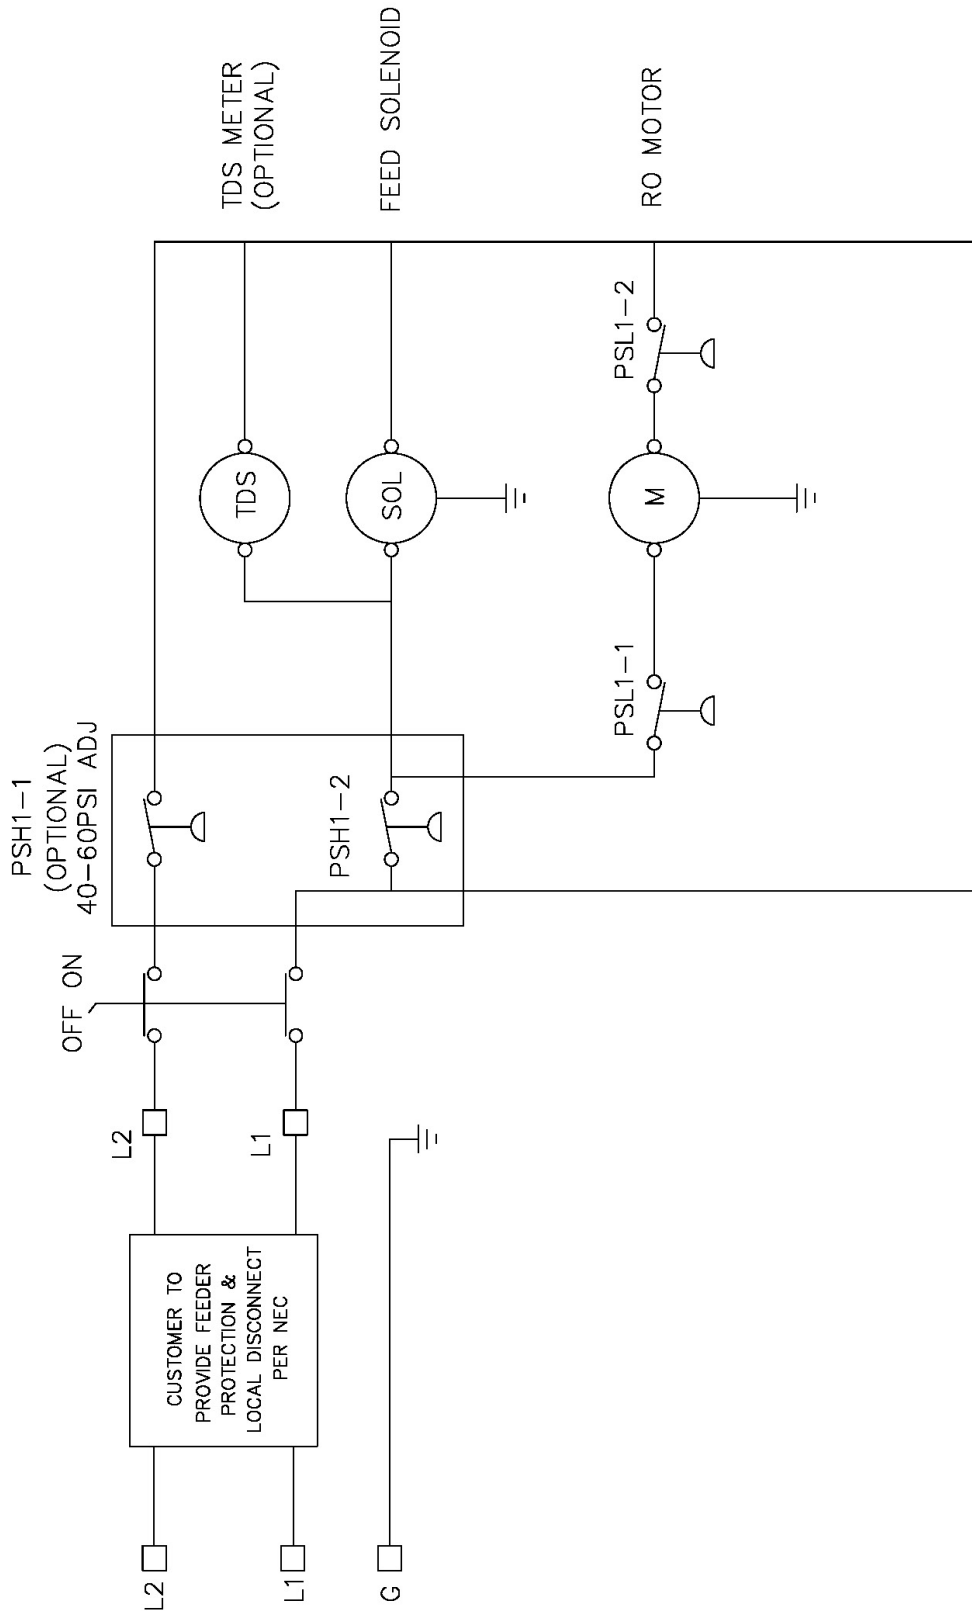 L2
L1
G
CUSTOMER TO
PROVIDE FEEDER
PROTECTION &
LOCAL DISCONNECT
PER NEC
L2
L1
OFF ON
PSH1-1
(OPTIONAL)
40-60PSI ADJ
PSH1-2
PSL1-1
TDS
SOL
M
PSL1-2
TDS METER
(OPTIONAL)
FEED SOLENOID
RO MOTOR